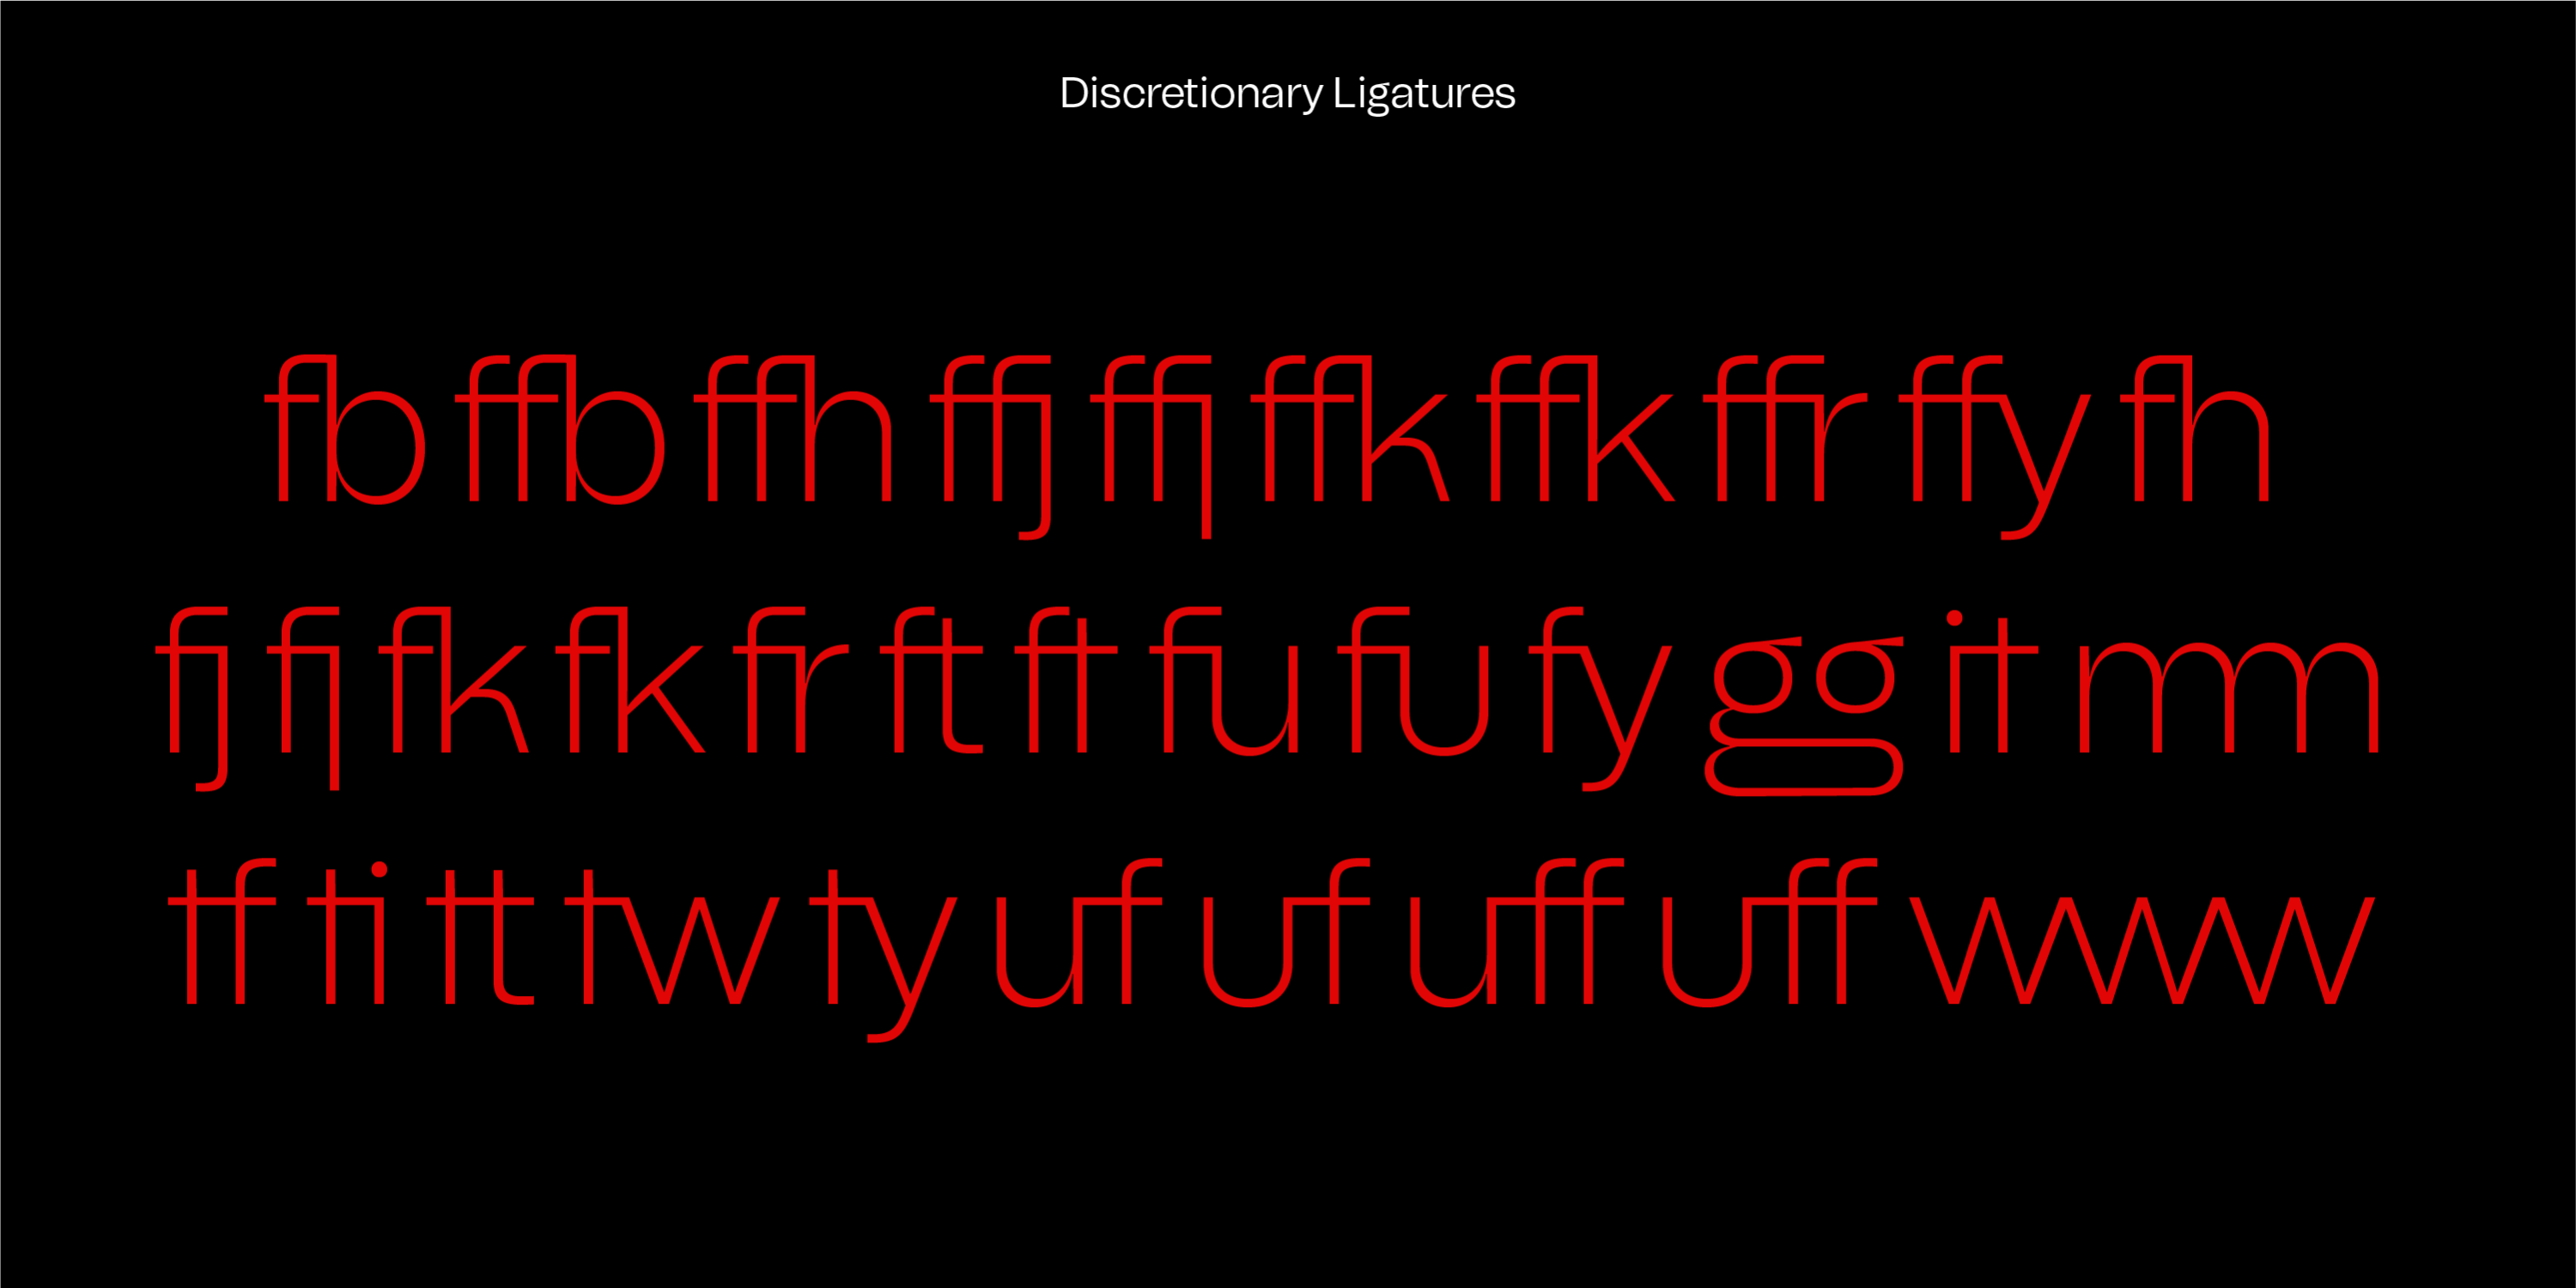 Discretionary Ligatures
fb ffb ffh ffj ffj ffk ffk ffr ffy fh
fj fj fk fk fr ft ft fu fu fy gg it mm
tf ti tt tw ty uf uf uff uff www